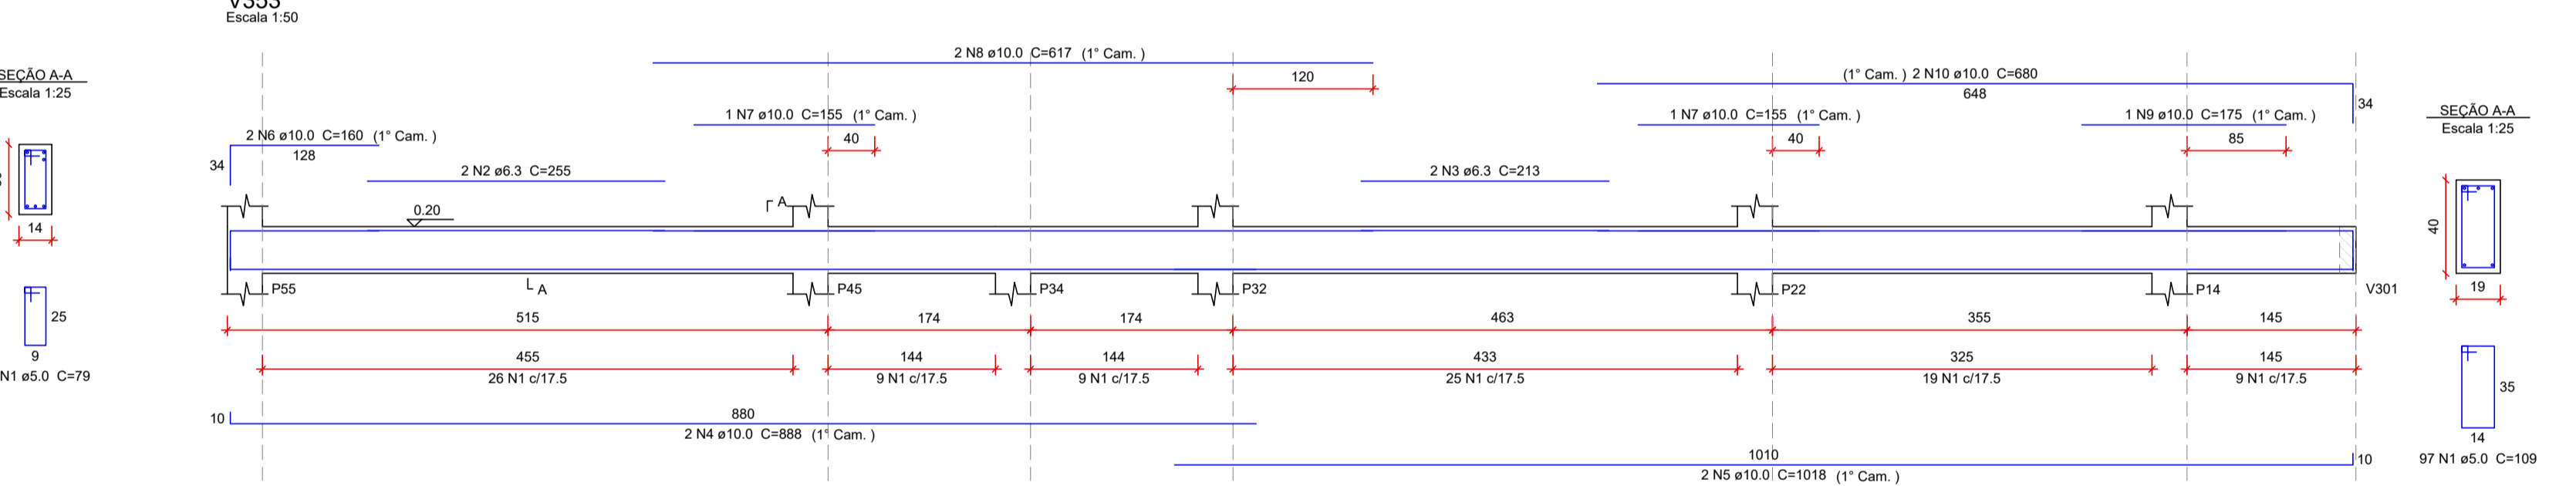 V353
Escala 1:50
SEÇÃO A-A
Escala 1:25
14
25
9
N1 ø5.0 C=79
2 N8 ø10.0 C=617 (1° Cam. )
120
(1° Cam. ) 2 N10 ø10.0 C=680
648
34
1 N7 ø10.0 C=155 (1° Cam. )
40
1 N7 ø10.0 C=155 (1° Cam. )
40
1 N9 ø10.0 C=175 (1° Cam. )
85
2 N6 ø10.0 C=160 (1° Cam. )
128
34
2 N2 ø6.3 C=255
2 N3 ø6.3 C=213
A
0.20
A
P55
P45
P34
P32
P22
P14
V301
515
174
174
463
355
145
455
144
144
433
325
145
26 N1 c/17.5
9 N1 c/17.5
9 N1 c/17.5
25 N1 c/17.5
19 N1 c/17.5
9 N1 c/17.5
10
880
2 N4 ø10.0 C=888 (1° Cam. )
1010
10
2 N5 ø10.0 C=1018 (1° Cam. )
SEÇÃO A-A
Escala 1:25
40
19
35
14
97 N1 ø5.0 C=109